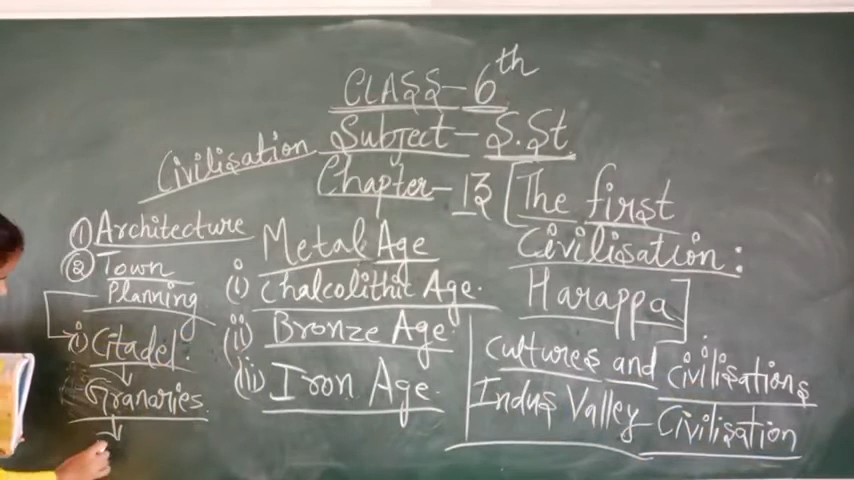 CLASS - 6th
Subject - S.St
Chapter - 13 [The first
Civilisation:
Harappa]
Civilisation
① Architecture
② Town
Planning
i) Citadel
Granaries
Metal Age
(i) Chalcolithic Age.
(ii) Bronze Age
(iii) Iron Age
Cultures and civilisations
Indus Valley Civilisation